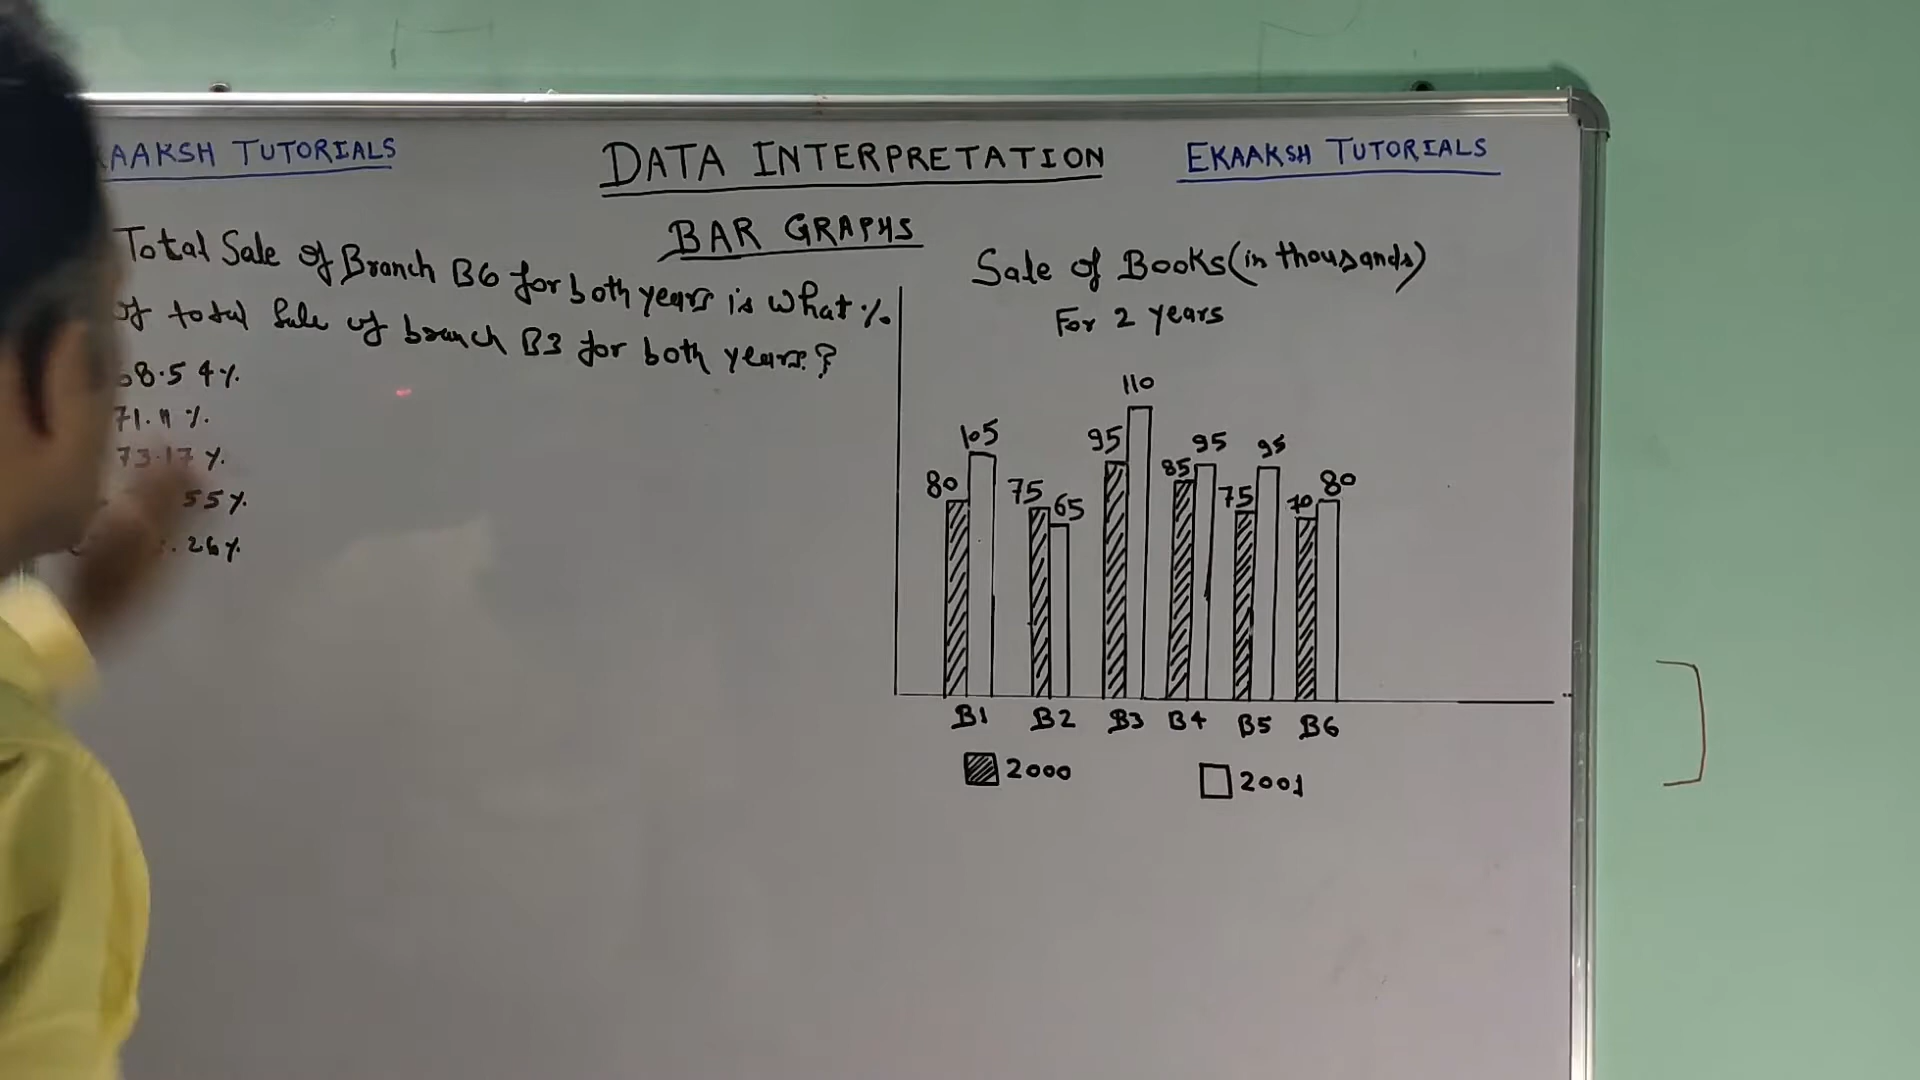 AAKSH TUTORIALS
DATA INTERPRETATION
EKAAKSH TUTORIALS
BAR GRAPHS
Total Sale of Branch B6 for both years is what %
of total Sale of branch B3 for both years?
8.54%
71.11%
73.17%
55%
.26%
Sale of Books (in thousands)
For 2 years
110
105
95
95
95
80
75
65
85
75
70
80
B1 B2 B3 B4 B5 B6
2000
2001